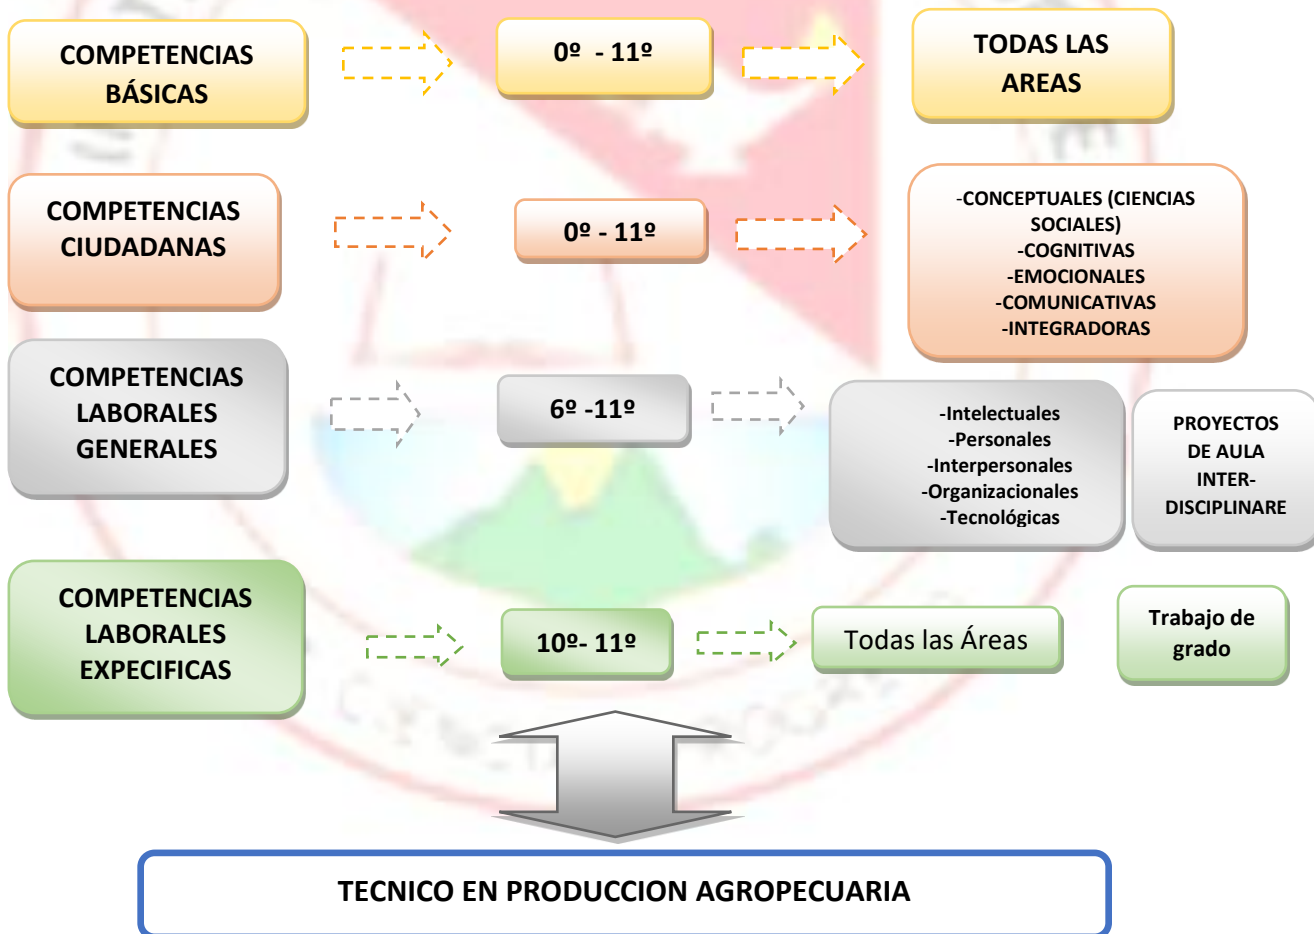 COMPETENCIAS
BÁSICAS
0º - 11º
TODAS LAS
AREAS
COMPETENCIAS
CIUDADANAS
0º - 11º
-CONCEPTUALES (CIENCIAS
SOCIALES)
-COGNITIVAS
-EMOCIONALES
-COMUNICATIVAS
-INTEGRADORAS
COMPETENCIAS
LABORALES
GENERALES
6º -11º
-Intelectuales
-Personales
-Interpersonales
-Organizacionales
-Tecnológicas
PROYECTOS
DE AULA
INTER-
DISCIPLINARE
COMPETENCIAS
LABORALES
EXPECIFICAS
10º- 11º
Todas las Áreas
Trabajo de
grado
TECNICO EN PRODUCCION AGROPECUARIA